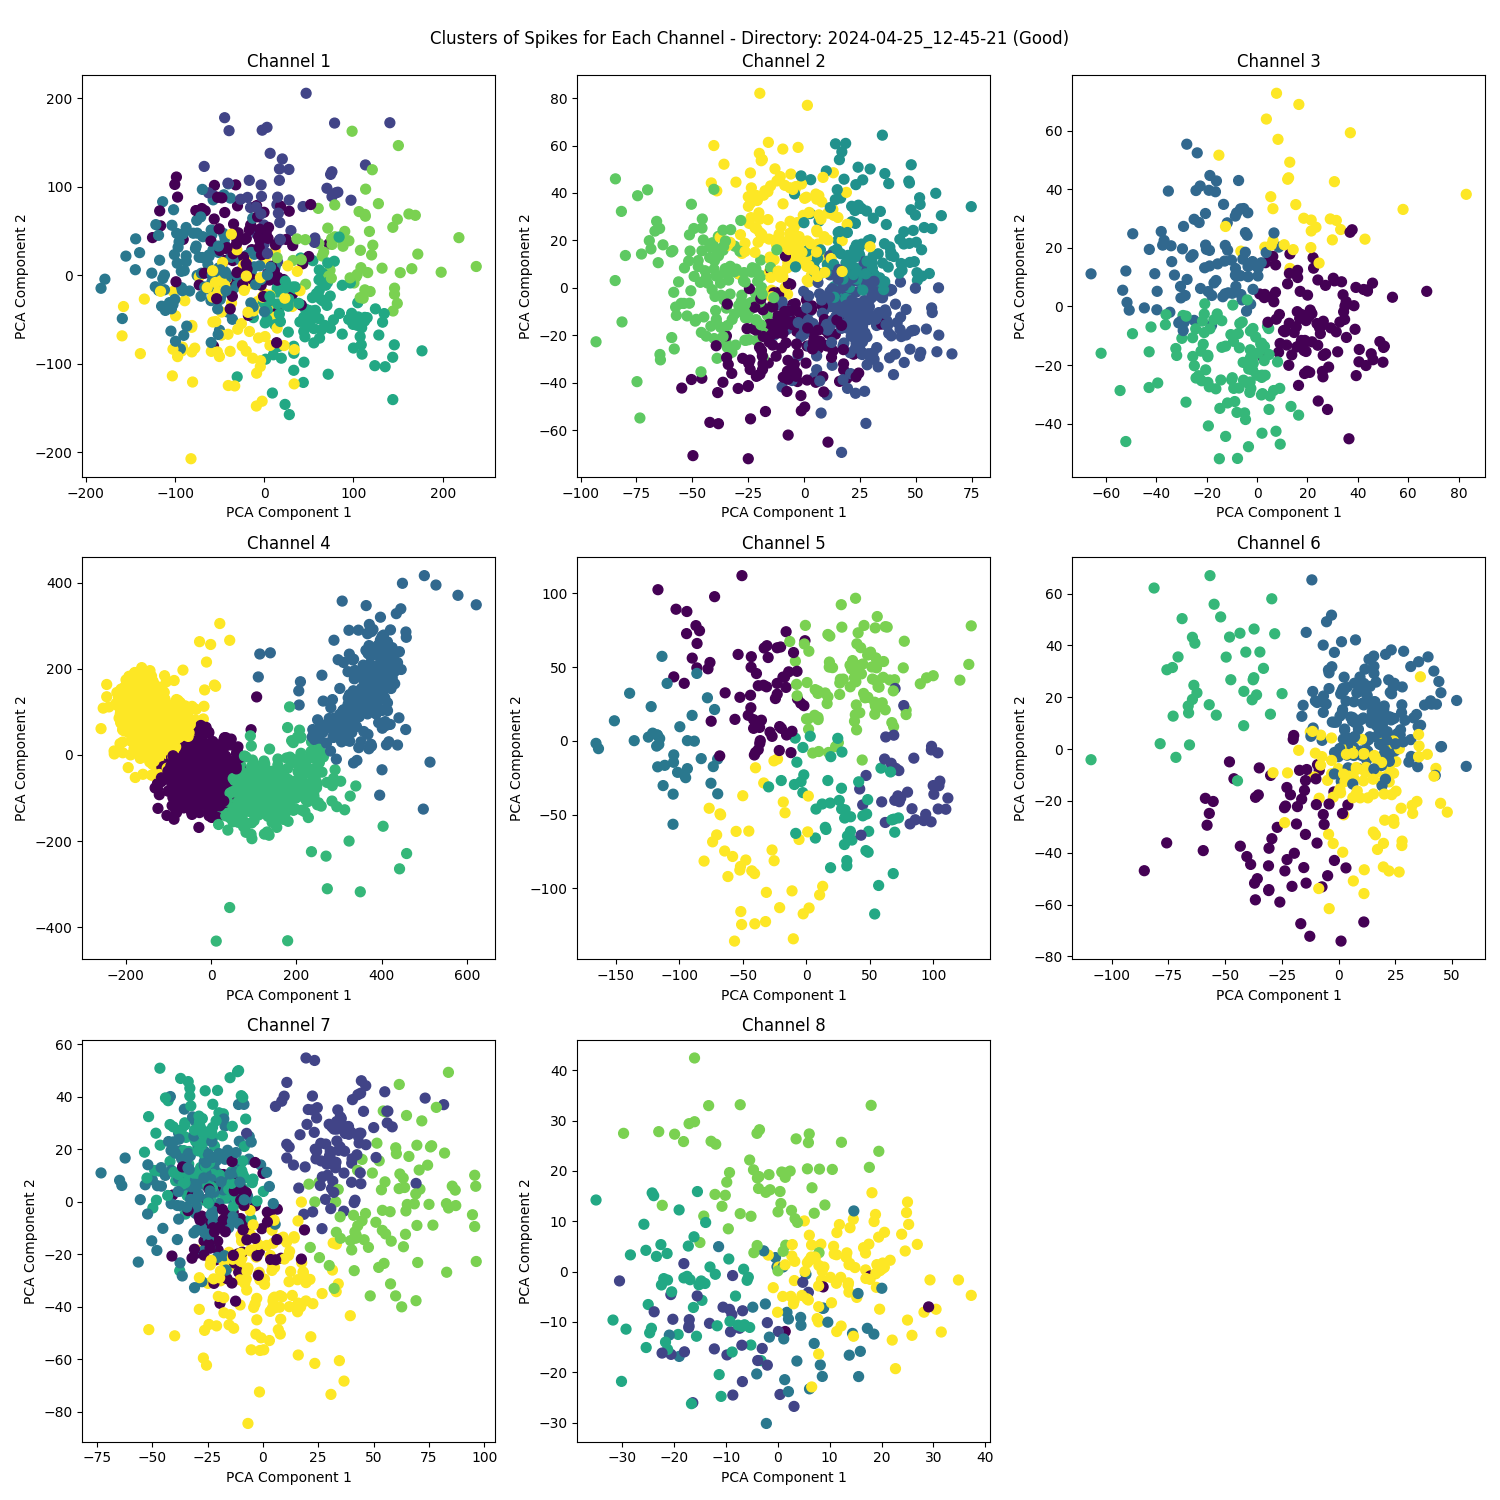 Clusters of Spikes for Each Channel - Directory: 2024-04-25_12-45-21 (Good)
Channel 1
200
100
0
−100
−200
PCA Component 2
−200 −100 0 100 200
PCA Component 1
Channel 2
80
60
40
20
0
−20
−40
−60
PCA Component 2
−100 −75 −50 −25 0 25 50 75
PCA Component 1
Channel 3
60
40
20
0
−20
−40
PCA Component 2
−60 −40 −20 0 20 40 60 80
PCA Component 1
Channel 4
400
200
0
−200
−400
PCA Component 2
−200 0 200 400 600
PCA Component 1
Channel 5
100
50
0
−50
−100
PCA Component 2
−150 −100 −50 0 50 100
PCA Component 1
Channel 6
60
40
20
0
−20
−40
−60
−80
PCA Component 2
−100 −75 −50 −25 0 25 50
PCA Component 1
Channel 7
60
40
20
0
−20
−40
−60
−80
PCA Component 2
−75 −50 −25 0 25 50 75 100
PCA Component 1
Channel 8
40
30
20
10
0
−10
−20
−30
PCA Component 2
−30 −20 −10 0 10 20 30 40
PCA Component 1